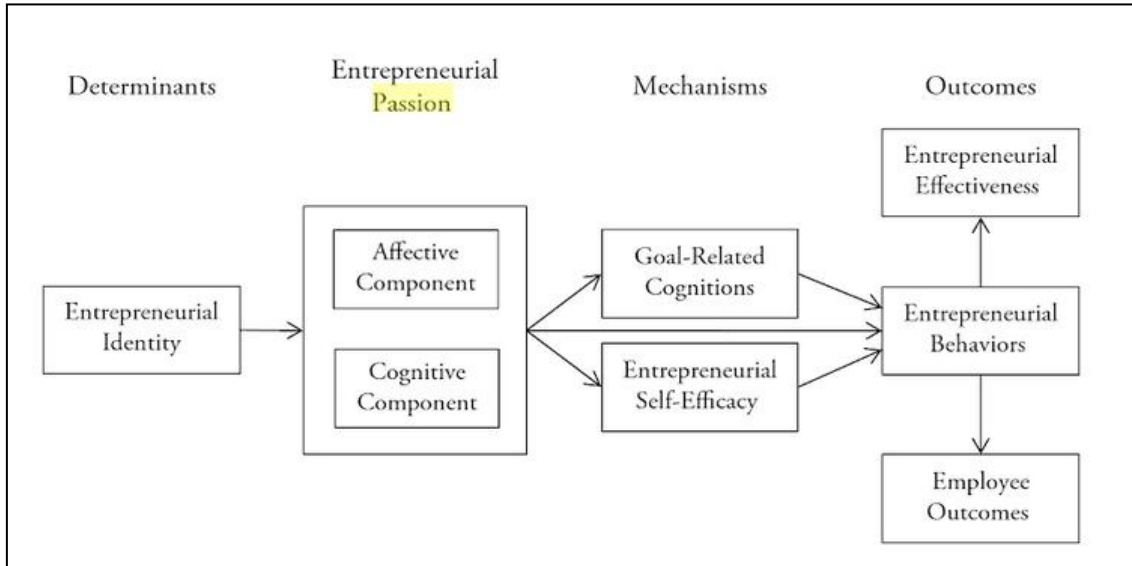 Determinants
Entrepreneurial
Passion
Mechanisms
Outcomes
Entrepreneurial
Identity
Affective
Component
Cognitive
Component
Goal-Related
Cognitions
Entrepreneurial
Self-Efficacy
Entrepreneurial
Effectiveness
Entrepreneurial
Behaviors
Employee
Outcomes